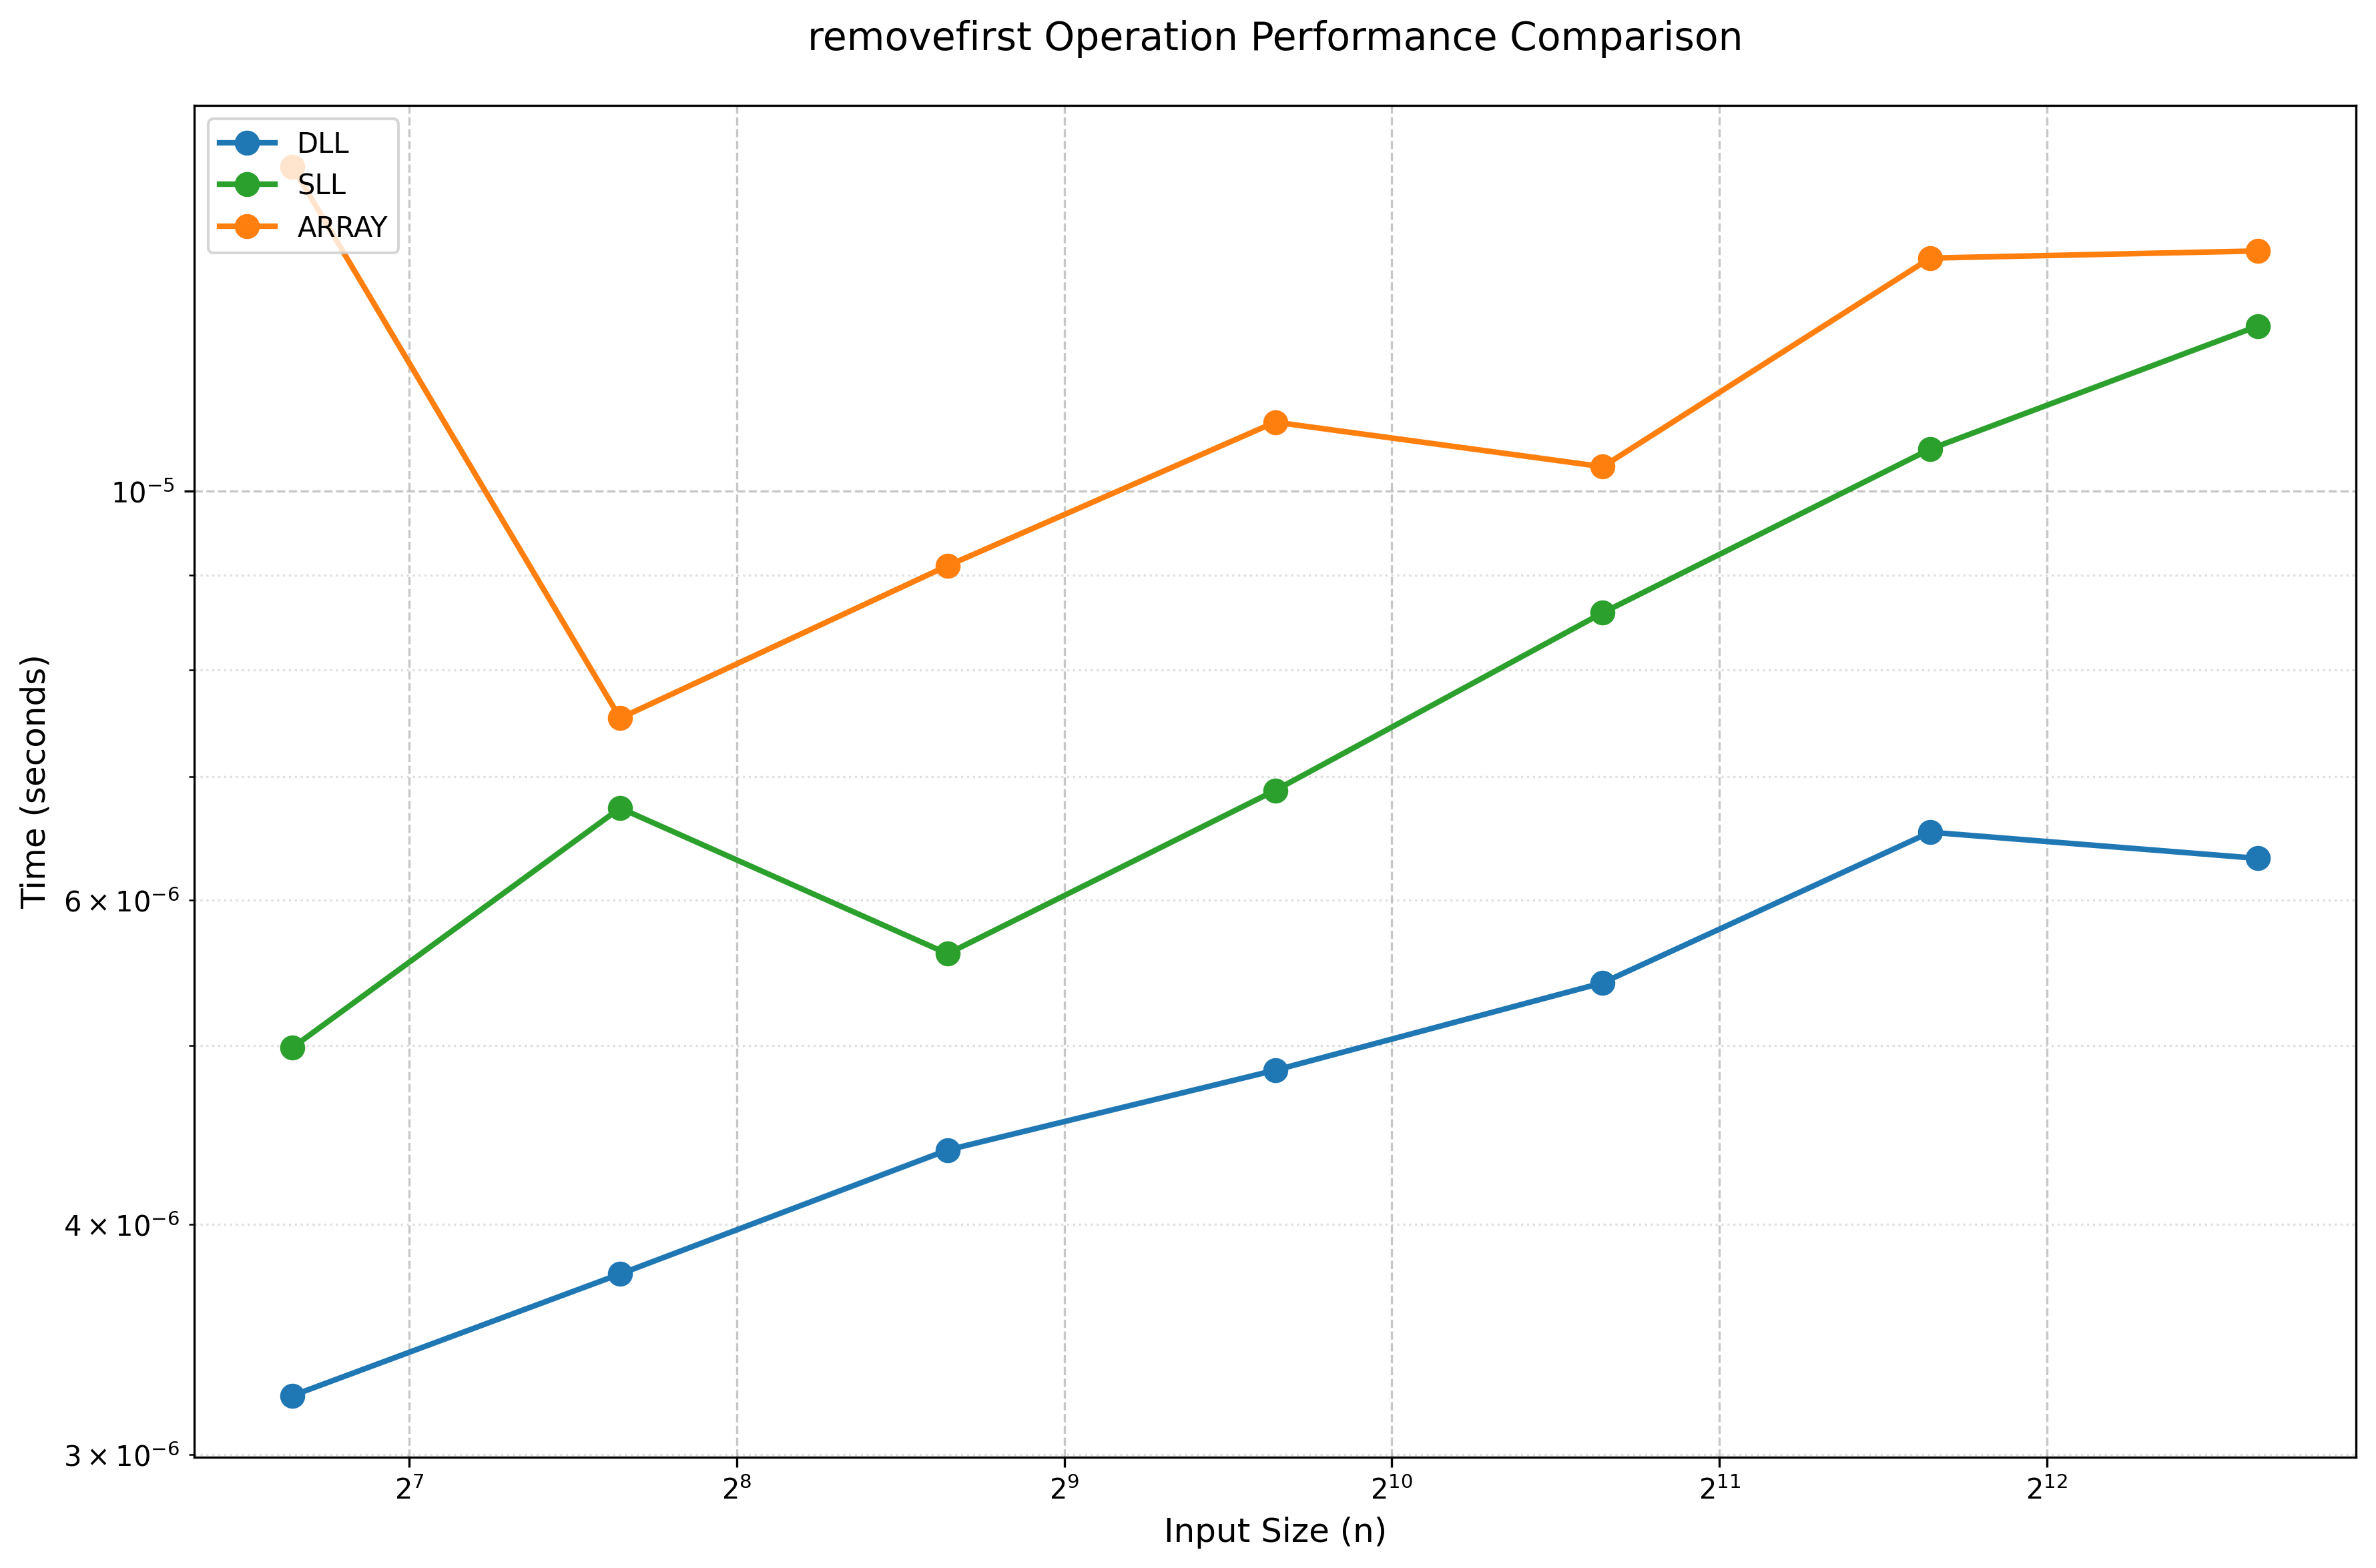 removefirst Operation Performance Comparison
DLL
SLL
ARRAY
Time (seconds)
10⁻⁵
6 × 10⁻⁶
4 × 10⁻⁶
3 × 10⁻⁶
2⁷ 2⁸ 2⁹ 2¹⁰ 2¹¹ 2¹²
Input Size (n)